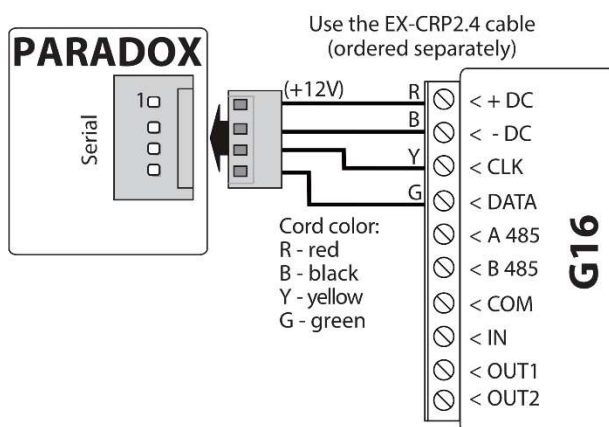 Use the EX-CRP2.4 cable
(ordered separately)
PARADOX
Serial
1
(+12V)
R
B
Y
G
Cord color:
R - red
B - black
Y - yellow
G - green
< + DC
< - DC
< CLK
< DATA
< A 485
< B 485
< COM
< IN
< OUT1
< OUT2
G16